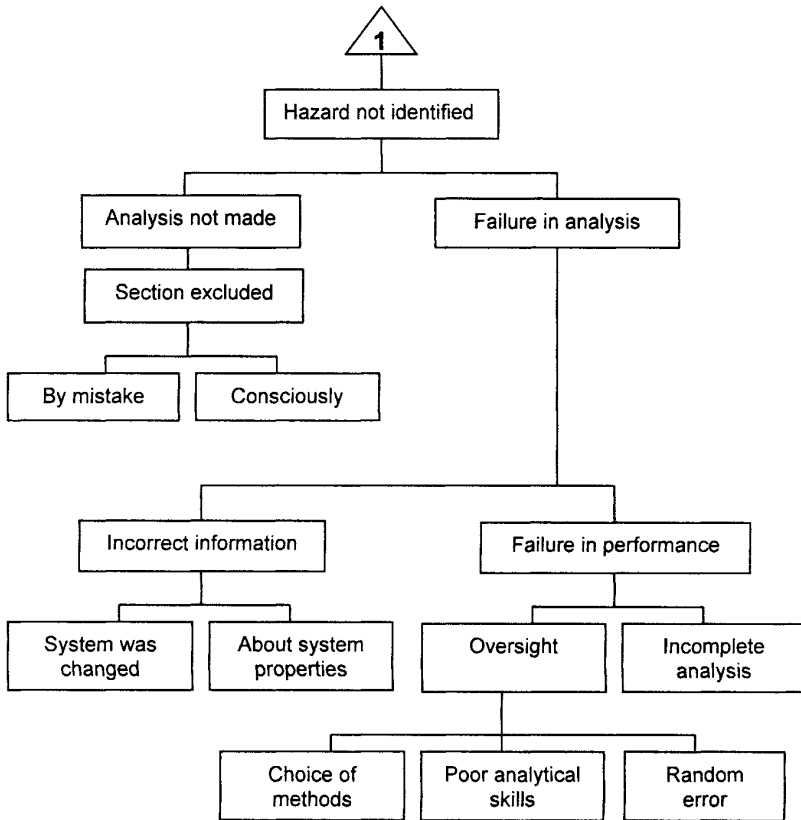 1
Hazard not identified
Analysis not made
Failure in analysis
Section excluded
By mistake
Consciously
Incorrect information
Failure in performance
System was
changed
About system
properties
Oversight
Incomplete
analysis
Choice of
methods
Poor analytical
skills
Random
error